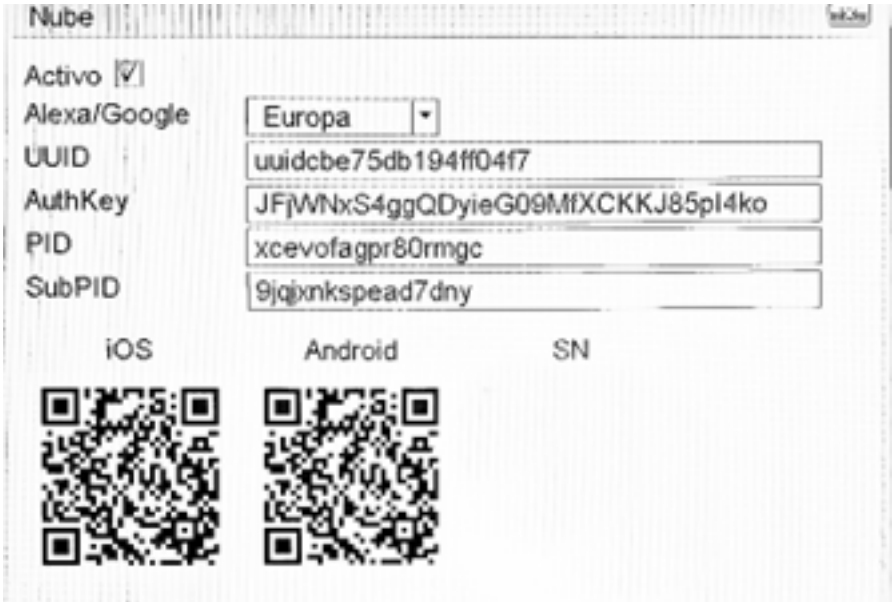 Nube
Activo
Alexa/Google Europa
UUID uuidcbe75db194ff04f7
AuthKey JFjWNxS4ggQDyieG09MfXCKKJ85pI4ko
PID xcevofagpr80rmgc
SubPID 9jqjxnkspead7dny
iOS Android SN